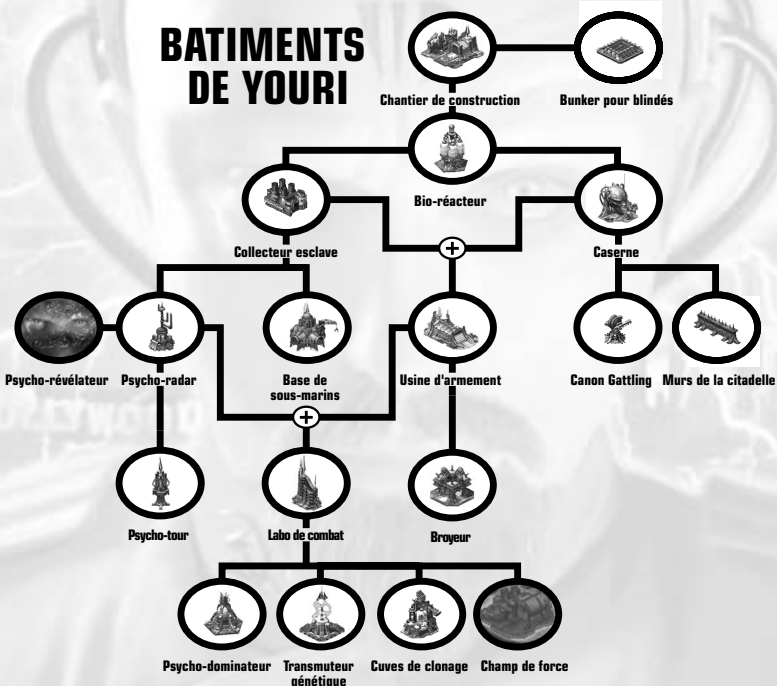 BATIMENTS
DE YOURI
Chantier de construction
Bunker pour blindés
Bio-réacteur
Collecteur esclave
+
Caserne
Psycho-révélateur
Psycho-radar
Base de
sous-marins
Usine d'armement
Canon Gattling
Murs de la citadelle
+
Psycho-tour
Labo de combat
Broyeur
Psycho-dominateur
Transmuteur
génétique
Cuves de clonage
Champ de force